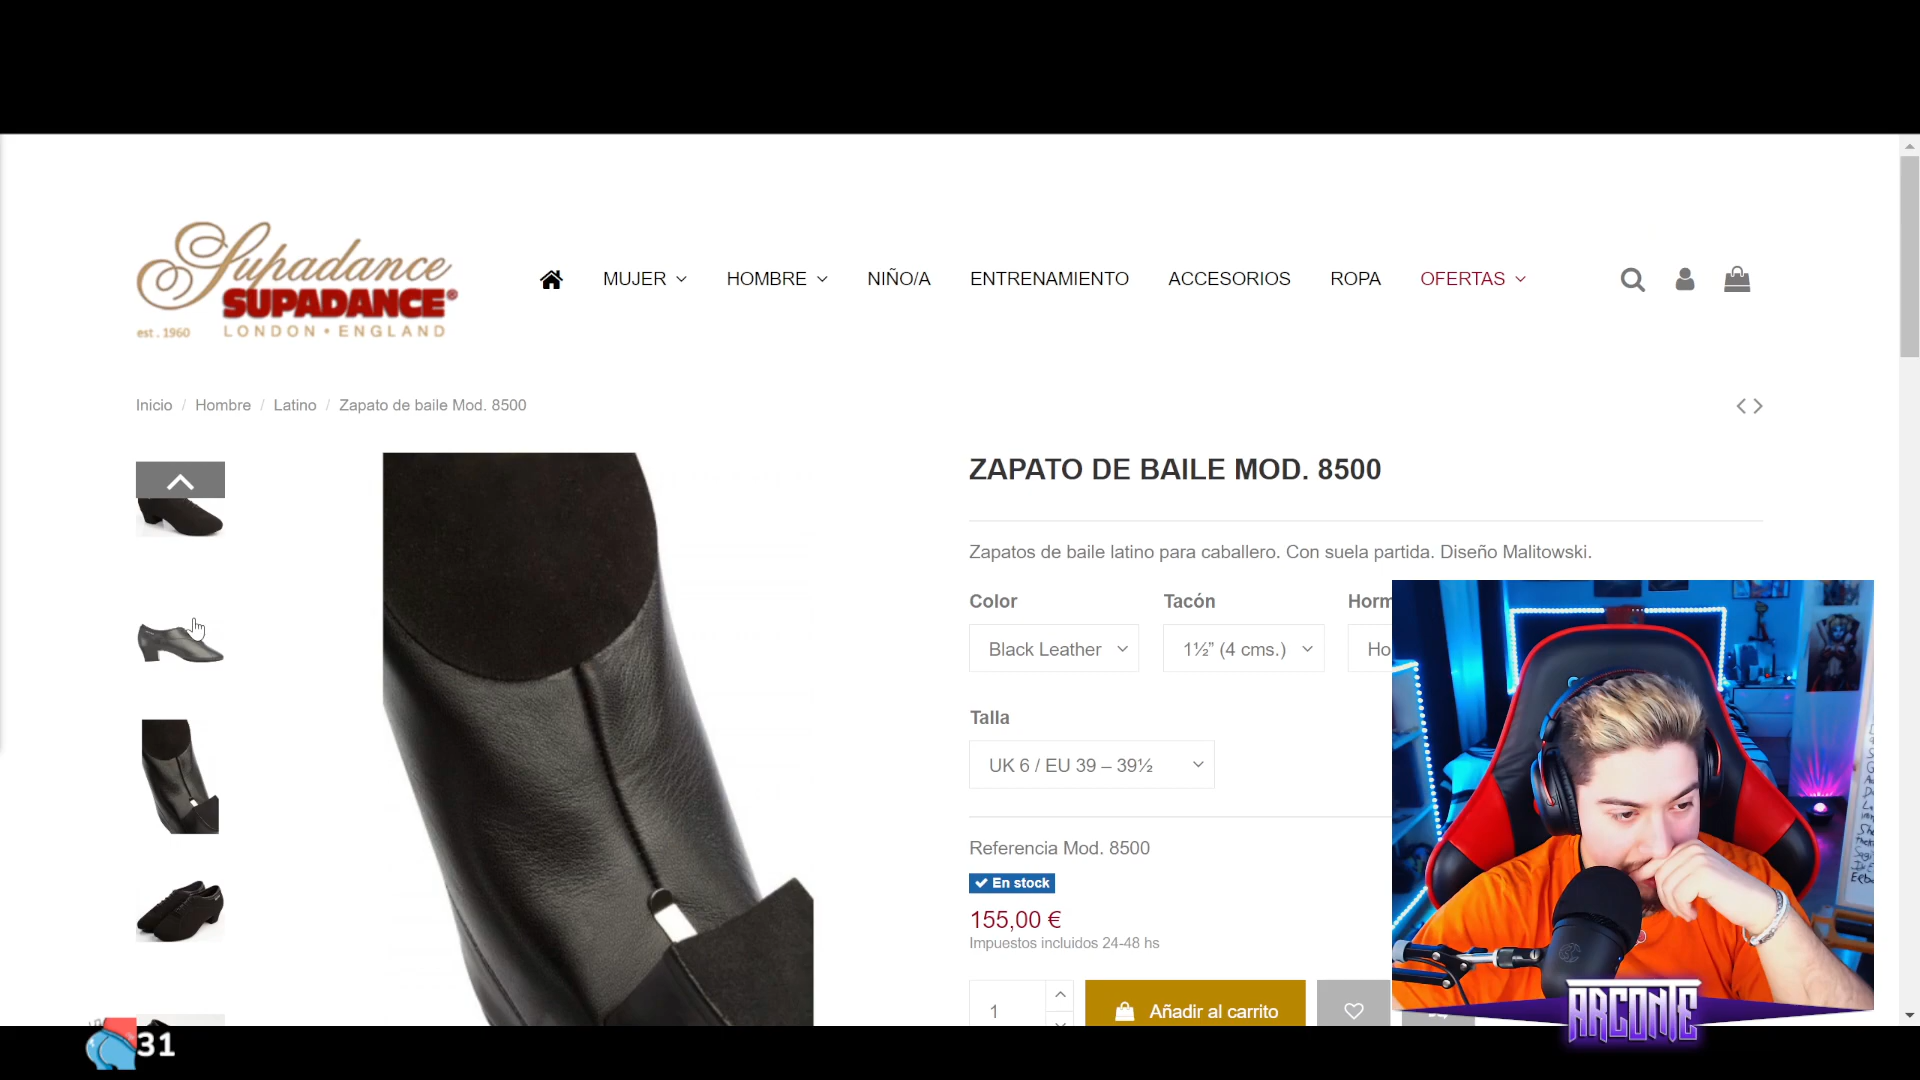 Supadance
SUPADANCE®
est. 1960
LONDON • ENGLAND
MUJER
HOMBRE
NIÑO/A
ENTRENAMIENTO
ACCESORIOS
ROPA
OFERTAS
Inicio / Hombre / Latino / Zapato de baile Mod. 8500
ZAPATO DE BAILE MOD. 8500
Zapatos de baile latino para caballero. Con suela partida. Diseño Malitowski.
Color
Tacón
Horm
Black Leather
1½” (4 cms.)
Ho
Talla
UK 6 / EU 39 – 39½
Referencia Mod. 8500
En stock
155,00 €
Impuestos incluidos 24-48 hs
1
Añadir al carrito
ARCONTE
31